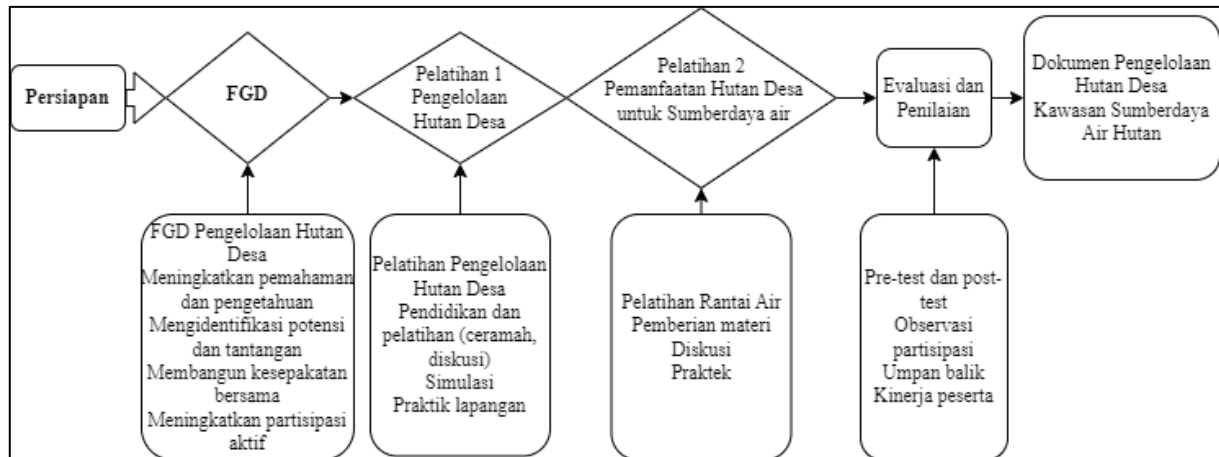 Persiapan
FGD
Pelatihan 1
Pengelolaan
Hutan Desa
Pelatihan 2
Pemanfaatan Hutan Desa
untuk Sumberdaya air
Evaluasi dan
Penilaian
Dokumen Pengelolaan
Hutan Desa
Kawasan Sumberdaya
Air Hutan
FGD Pengelolaan Hutan
Desa
Meningkatkan pemahaman
dan pengetahuan
Mengidentifikasi potensi
dan tantangan
Membangun kesepakatan
bersama
Meningkatkan partisipasi
aktif
Pelatihan Pengelolaan
Hutan Desa
Pendidikan dan
pelatihan (ceramah,
diskusi)
Simulasi
Praktik lapangan
Pelatihan Rantai Air
Pemberian materi
Diskusi
Praktek
Pre-test dan post-
test
Observasi
partisipasi
Umpan balik
Kinerja peserta